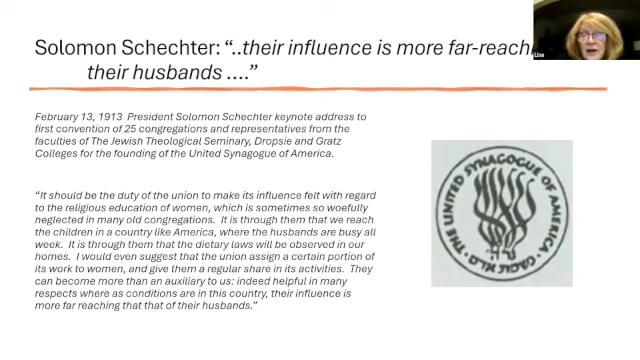 Solomon Schechter: “..their influence is more far-reachi
their husbands ....”
Lise
February 13, 1913  President Solomon Schechter keynote address to
first convention of 25 congregations and representatives from the
faculties of The Jewish Theological Seminary, Dropsie and Gratz
Colleges for the founding of the United Synagogue of America.
“It should be the duty of the union to make its influence felt with regard
to the religious education of women, which is sometimes so woefully
neglected in many old congregations.  It is through them that we reach
the children in a country like America, where the husbands are busy all
week.  It is through them that the dietary laws will be observed in our
homes.  I would even suggest that the union assign a certain portion of
its work to women, and give them a regular share in its activities.  They
can become more than an auxiliary to us: indeed helpful in many
respects where as conditions are in this country, their influence is
more far reaching that that of their husbands.”
THE UNITED SYNAGOGUE OF AMERICA